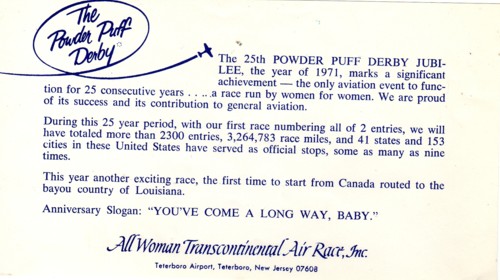 The
Powder Puff
Derby
The 25th POWDER PUFF DERBY JUBI-
LEE, the year of 1971, marks a significant
achievement — the only aviation event to func-
tion for 25 consecutive years . . . .a race run by women for women. We are proud
of its success and its contribution to general aviation.
During this 25 year period, with our first race numbering all of 2 entries, we will
have totaled more than 2300 entries, 3,264,783 race miles, and 41 states and 153
cities in these United States have served as official stops, some as many as nine
times.
This year another exciting race, the first time to start from Canada routed to the
bayou country of Louisiana.
Anniversary Slogan: "YOU'VE COME A LONG WAY, BABY."
All Woman Transcontinental Air Race, Inc.
Teterboro Airport, Teterboro, New Jersey 07608